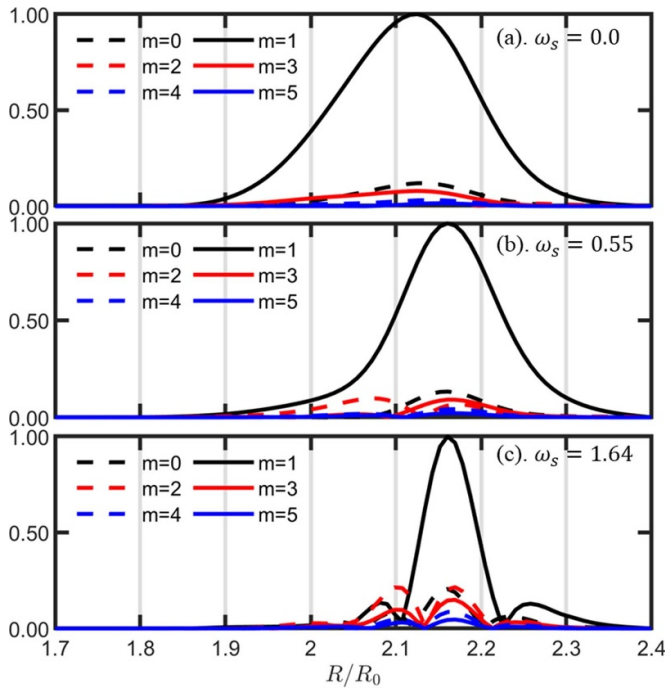 1.00
m=0 m=1 (a). ωₛ = 0.0
m=2 m=3
0.50
m=4 m=5
0.00
1.00
m=0 m=1 (b). ωₛ = 0.55
m=2 m=3
0.50
m=4 m=5
0.00
1.00
m=0 m=1 (c). ωₛ = 1.64
m=2 m=3
0.50
m=4 m=5
0.00
1.7 1.8 1.9 2 2.1 2.2 2.3 2.4
R/R₀